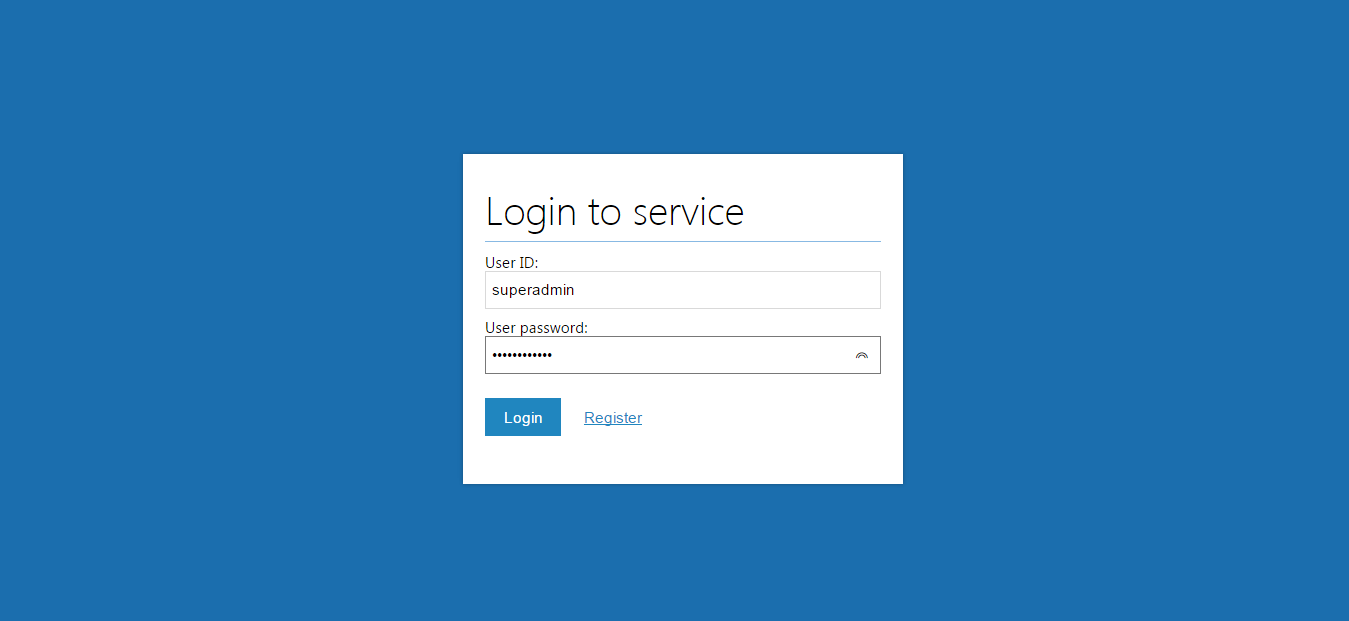 Login to service
User ID:
superadmin
User password:
••••••••••••
Login Register